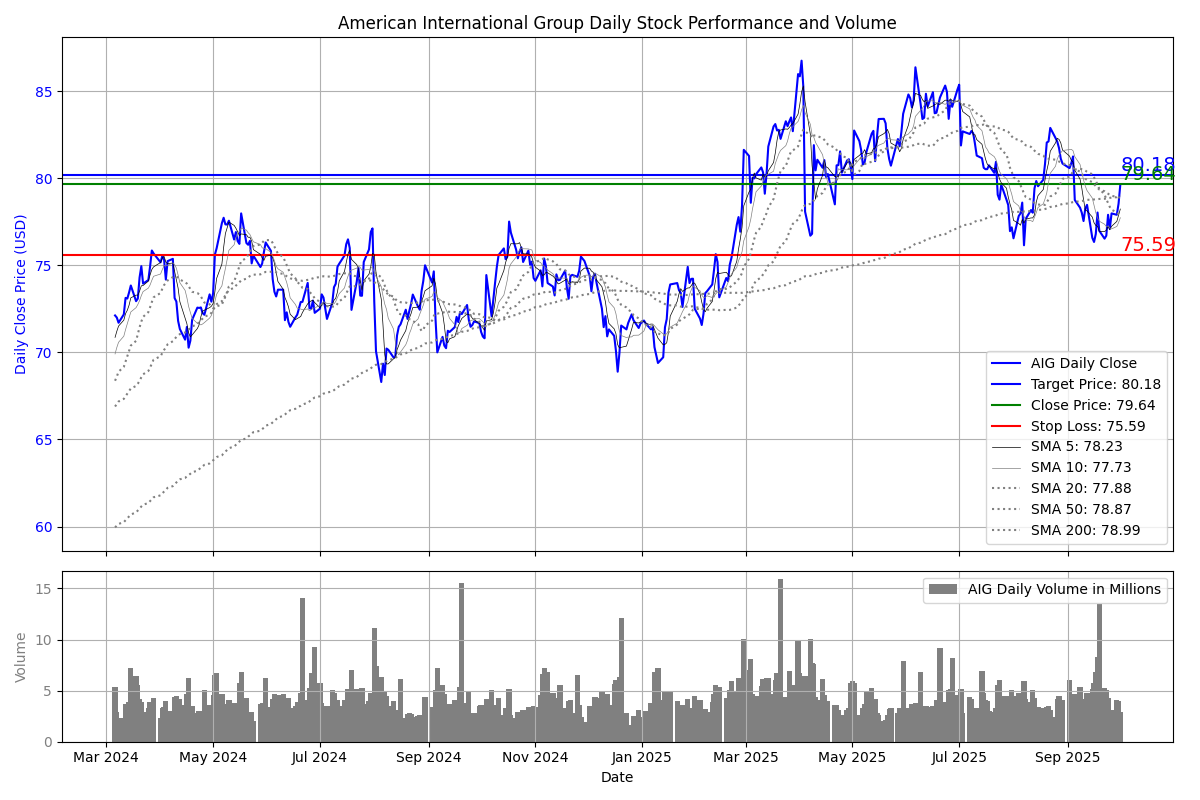 American International Group Daily Stock Performance and Volume
Daily Close Price (USD)
85
80
75
70
65
60
80.18
79.64
75.59
AIG Daily Close
Target Price: 80.18
Close Price: 79.64
Stop Loss: 75.59
SMA 5: 78.23
SMA 10: 77.73
SMA 20: 77.88
SMA 50: 78.87
SMA 200: 78.99
Volume
15
10
5
0
AIG Daily Volume in Millions
Mar 2024 May 2024 Jul 2024 Sep 2024 Nov 2024 Jan 2025 Mar 2025 May 2025 Jul 2025 Sep 2025
Date